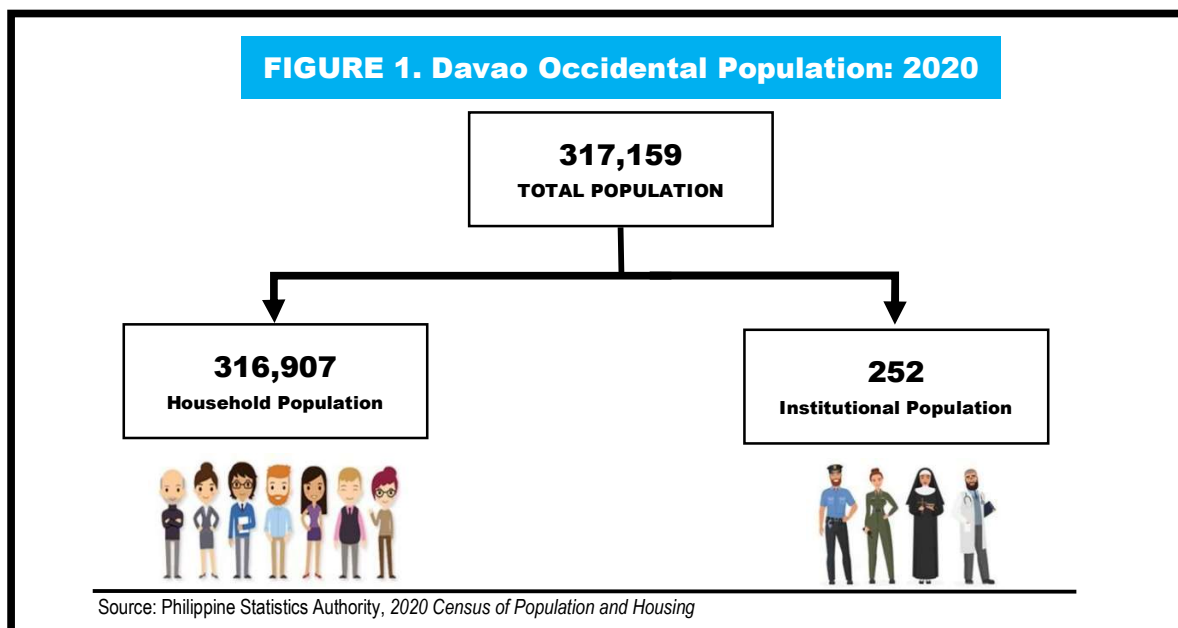 FIGURE 1. Davao Occidental Population: 2020
317,159
TOTAL POPULATION
316,907
Household Population
252
Institutional Population
Source: Philippine Statistics Authority, 2020 Census of Population and Housing